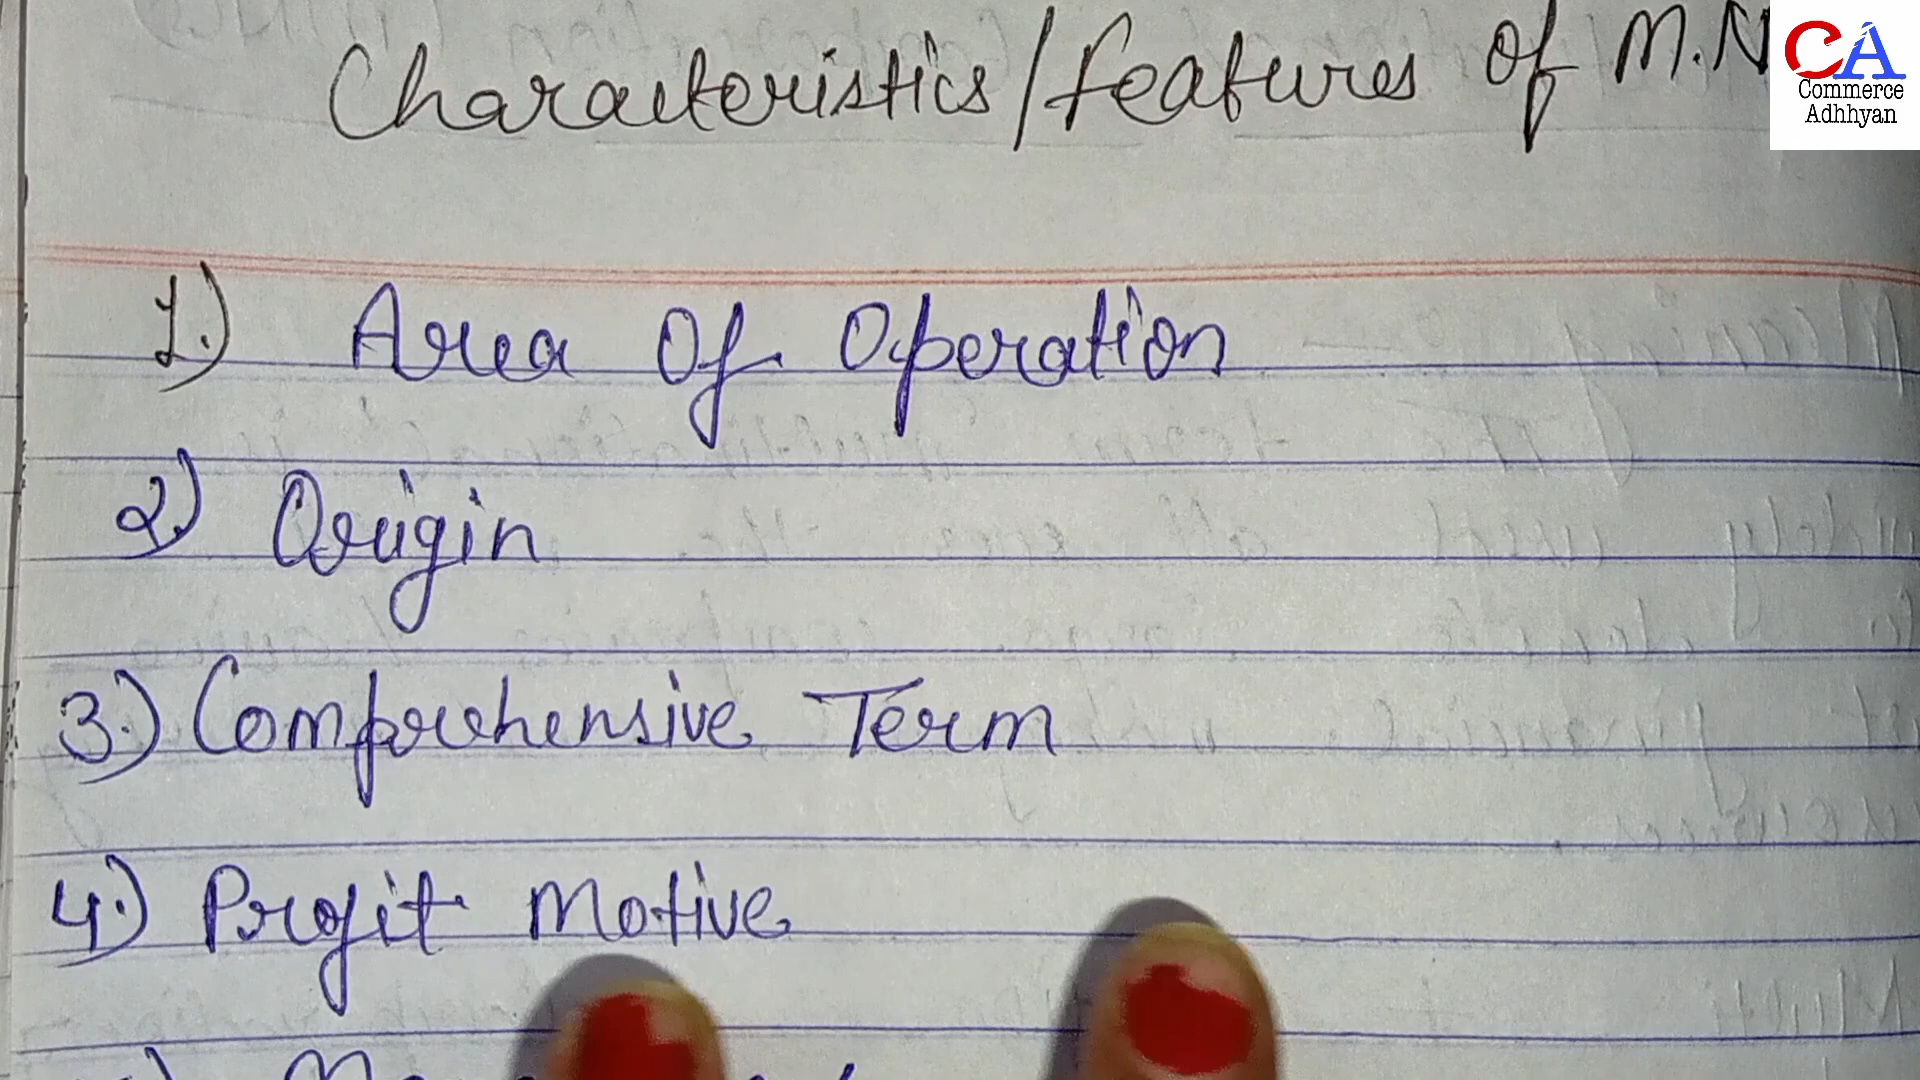 Characteristics/features of M.N
CA
Commerce
Adhhyan
1.) Area Of Operation
2) Origin
3.) Comprehensive Term
4.) Profit Motive